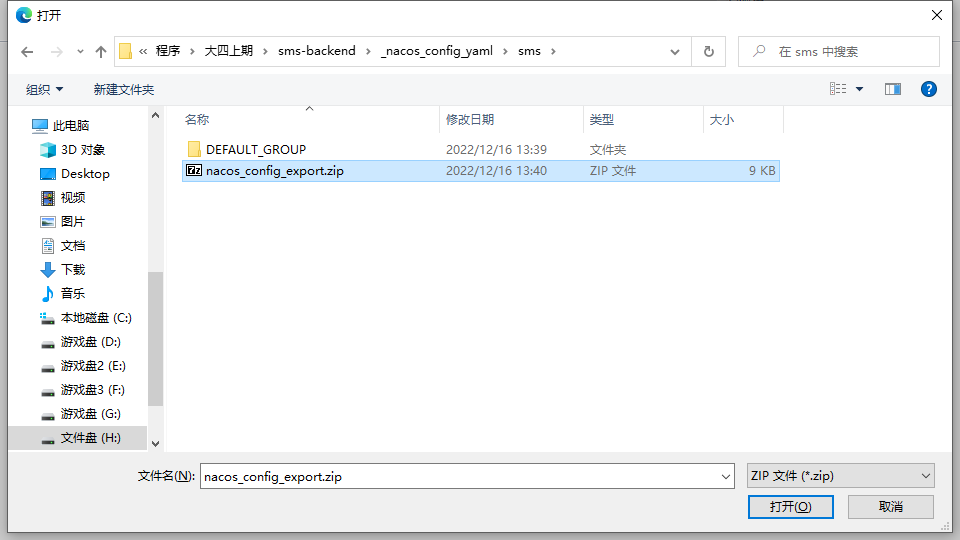 打开
« 程序 › 大四上期 › sms-backend › _nacos_config_yaml › sms ›
在 sms 中搜索
组织 新建文件夹
此电脑
3D 对象
Desktop
视频
图片
文档
下载
音乐
本地磁盘 (C:)
游戏盘 (D:)
游戏盘2 (E:)
游戏盘3 (F:)
游戏盘 (G:)
文件盘 (H:)
名称 修改日期 类型 大小
DEFAULT_GROUP 2022/12/16 13:39 文件夹
7z nacos_config_export.zip 2022/12/16 13:40 ZIP 文件 9 KB
文件名(N): nacos_config_export.zip ZIP 文件 (*.zip)
打开(O) 取消